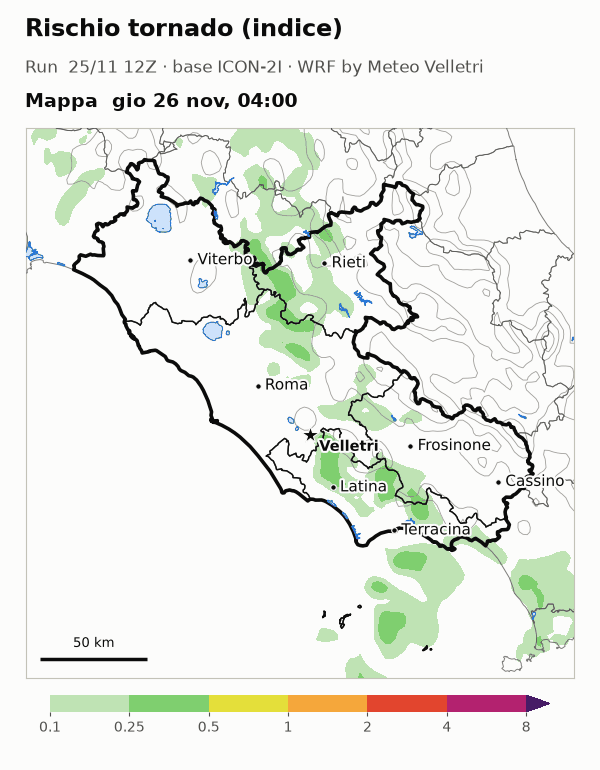 Rischio tornado (indice)
Run  25/11 12Z · base ICON-2I · WRF by Meteo Velletri
Mappa  gio 26 nov, 04:00
Viterbo
Rieti
Roma
Velletri
Frosinone
Latina
Cassino
Terracina
50 km
0.1 0.25 0.5 1 2 4 8